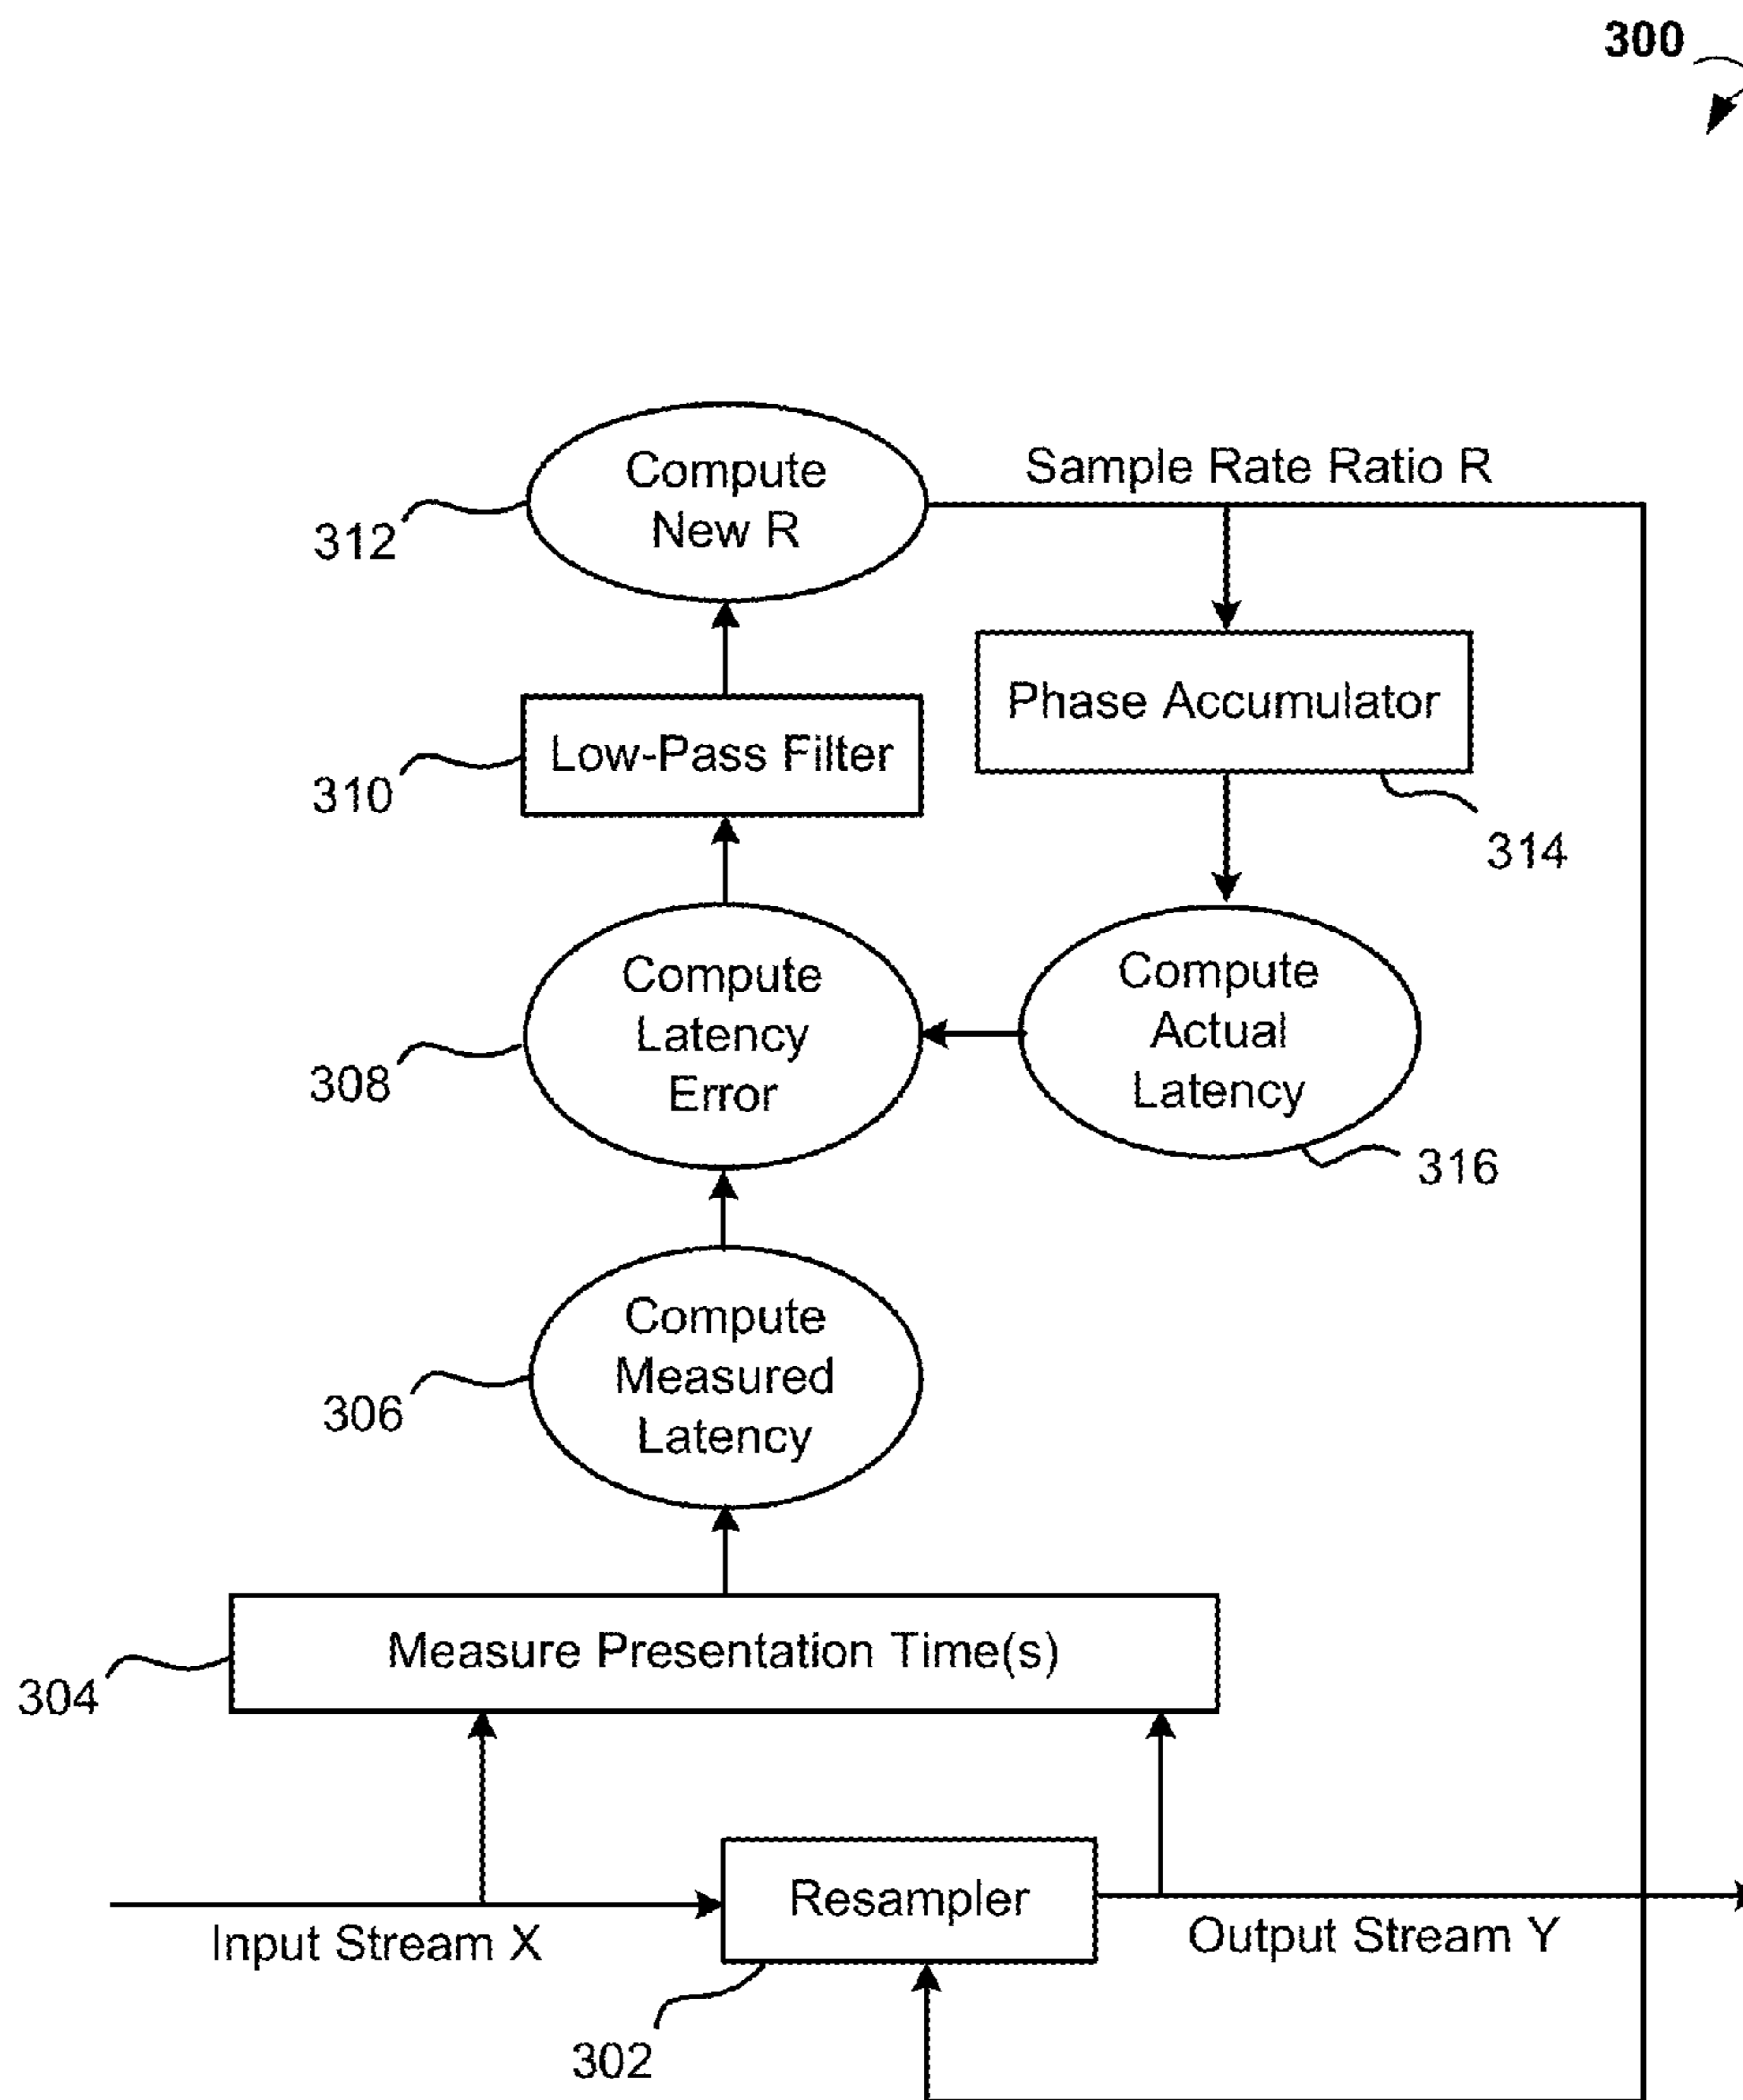 300
Compute
New R
Sample Rate Ratio R
312
Phase Accumulator
Low-Pass Filter
310
314
Compute
Latency
Error
Compute
Actual
Latency
308
316
Compute
Measured
Latency
306
Measure Presentation Time(s)
304
Resampler
Input Stream X
Output Stream Y
302